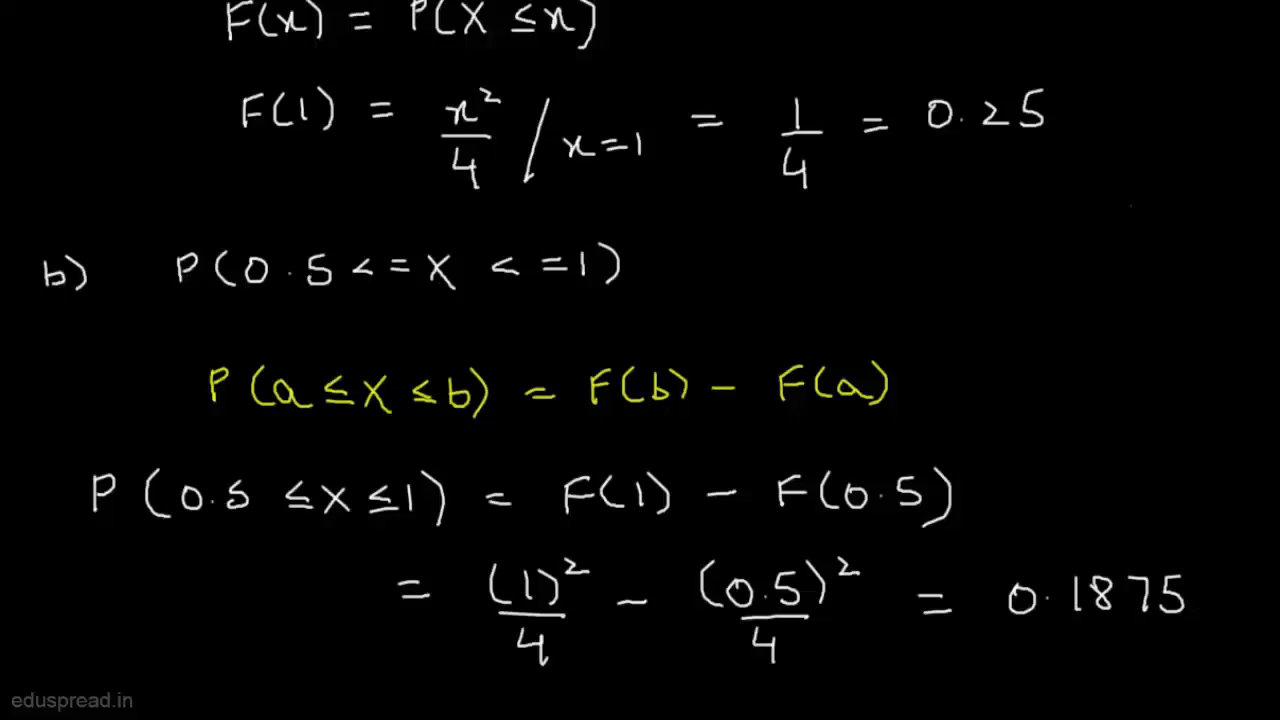 F(x) = P(X ≤ x)
F(1) = x²/4 / x=1 = 1/4 = 0.25
b) P(0.5 <= X <= 1)
P(a ≤ X ≤ b) = F(b) - F(a)
P(0.5 ≤ X ≤ 1) = F(1) - F(0.5)
= (1)²/4 - (0.5)²/4 = 0.1875
eduspread.in